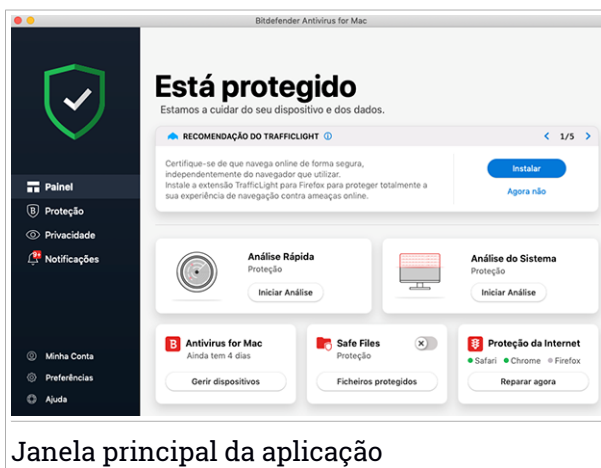 Bitdefender Antivirus for Mac
Está protegido
Estamos a cuidar do seu dispositivo e dos dados.
RECOMENDAÇÃO DO TRAFFICLIGHT
1/5
Certifique-se de que navega online de forma segura,
independentemente do navegador que utilizar.
Instale a extensão TrafficLight para Firefox para proteger totalmente a
sua experiência de navegação contra ameaças online.
Instalar
Agora não
Painel
Proteção
Privacidade
9+
Notificações
Análise Rápida
Proteção
Iniciar Análise
Análise do Sistema
Proteção
Iniciar Análise
B Antivirus for Mac
Ainda tem 4 dias
Gerir dispositivos
Safe Files
Proteção
Ficheiros protegidos
Proteção da Internet
Safari Chrome Firefox
Reparar agora
Minha Conta
Preferências
Ajuda
Janela principal da aplicação